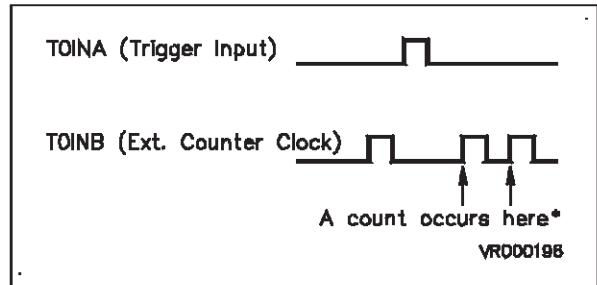 TOINA (Trigger Input)
TOINB (Ext. Counter Clock)
A count occurs here*
VR000196